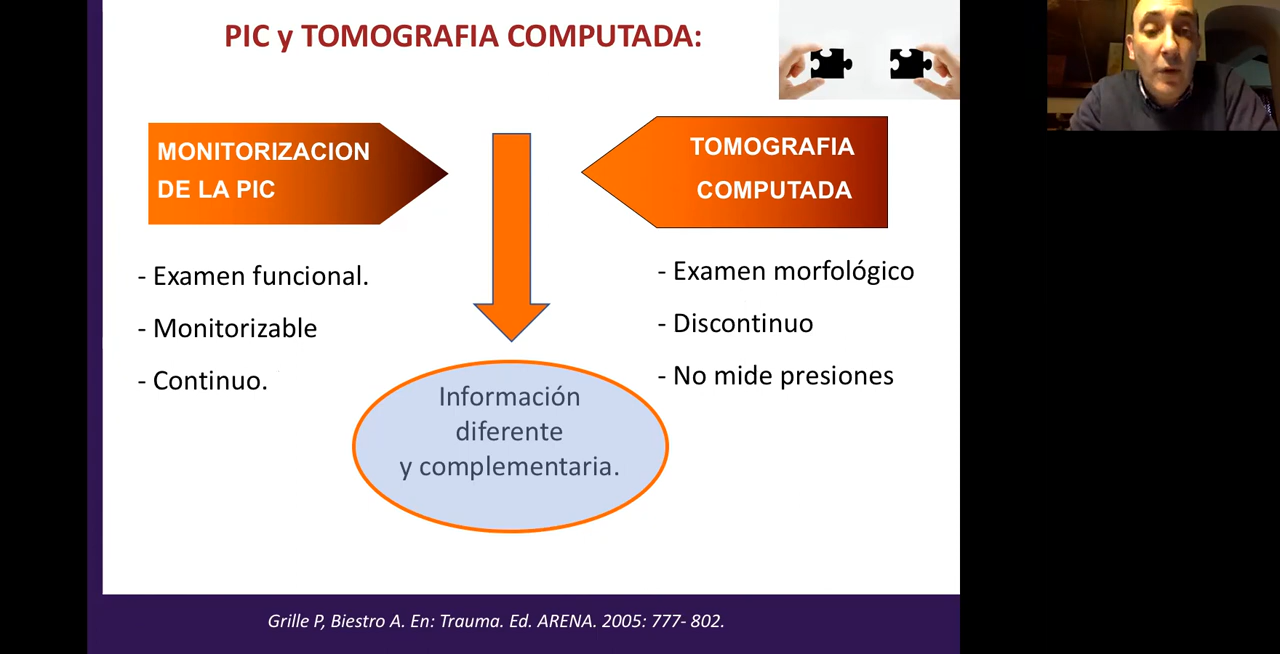 PIC y TOMOGRAFIA COMPUTADA:
MONITORIZACION
DE LA PIC
- Examen funcional.
- Monitorizable
- Continuo.
TOMOGRAFIA
COMPUTADA
- Examen morfológico
- Discontinuo
- No mide presiones
Información
diferente
y complementaria.
Grille P, Biestro A. En: Trauma. Ed. ARENA. 2005: 777- 802.